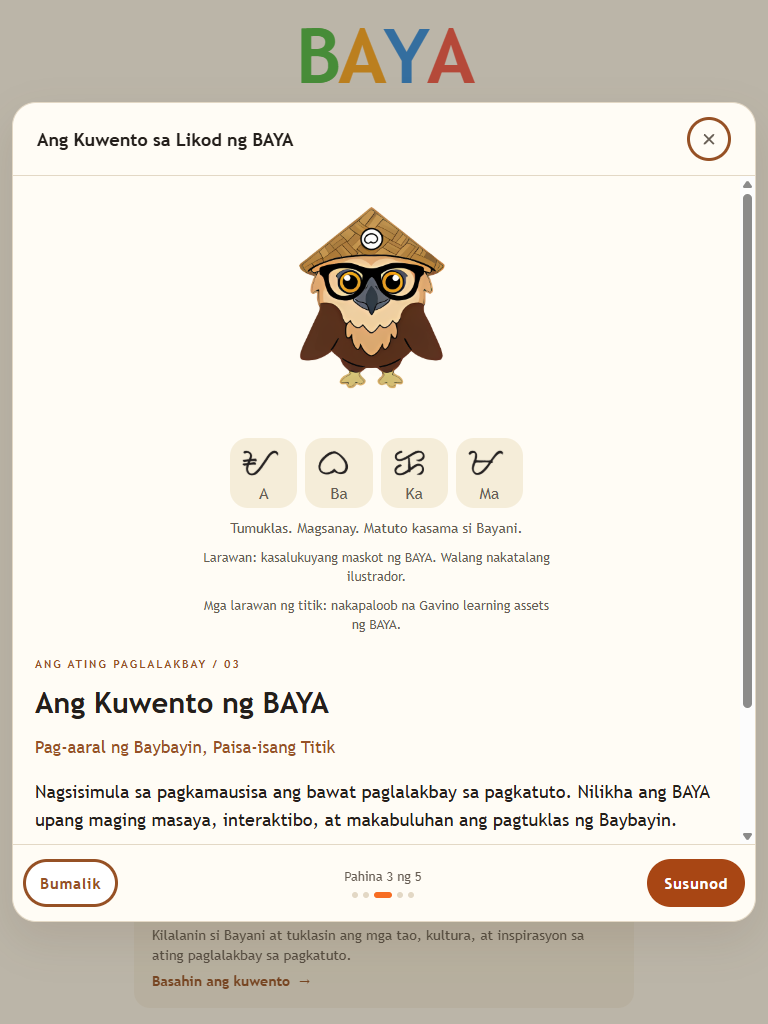 BAYA
Ang Kuwento sa Likod ng BAYA
ᜀ ᜊ ᜃ ᜋ
A Ba Ka Ma
Tumuklas. Magsanay. Matuto kasama si Bayani.
Larawan: kasalukuyang maskot ng BAYA. Walang nakatalang
ilustrador.
Mga larawan ng titik: nakapaloob na Gavino learning assets
ng BAYA.
ANG ATING PAGLALAKBAY / 03
Ang Kuwento ng BAYA
Pag-aaral ng Baybayin, Paisa-isang Titik
Nagsisimula sa pagkamausisa ang bawat paglalakbay sa pagkatuto. Nilikha ang BAYA
upang maging masaya, interaktibo, at makabuluhan ang pagtuklas ng Baybayin.
Bumalik
Pahina 3 ng 5
Susunod
Kilalanin si Bayani at tuklasin ang mga tao, kultura, at inspirasyon sa
ating paglalakbay sa pagkatuto.
Basahin ang kuwento →